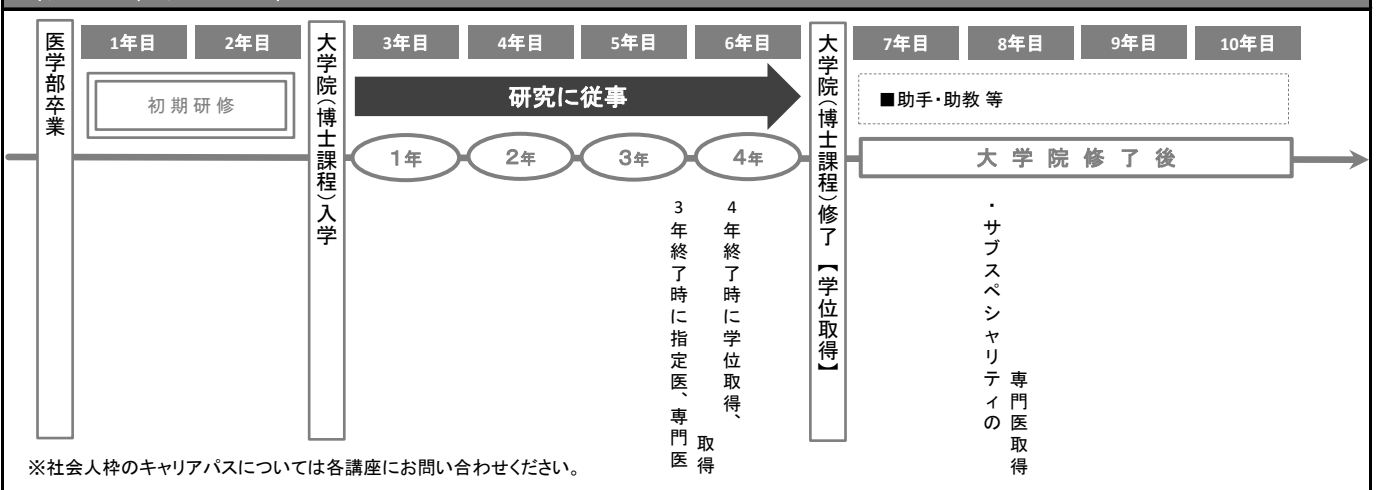 医学部卒業
1年目
2年目
初期研修
大学院（博士課程）入学
3年目
4年目
5年目
6年目
研究に従事
1年
2年
3年
4年
3年終了時に指定医、専門医
取得
4年終了時に学位取得、
大学院（博士課程）修了【学位取得】
7年目
8年目
9年目
10年目
■助手・助教 等
大学院修了後
・サブスペシャリティの
専門医取得
※社会人枠のキャリアパスについては各講座にお問い合わせください。